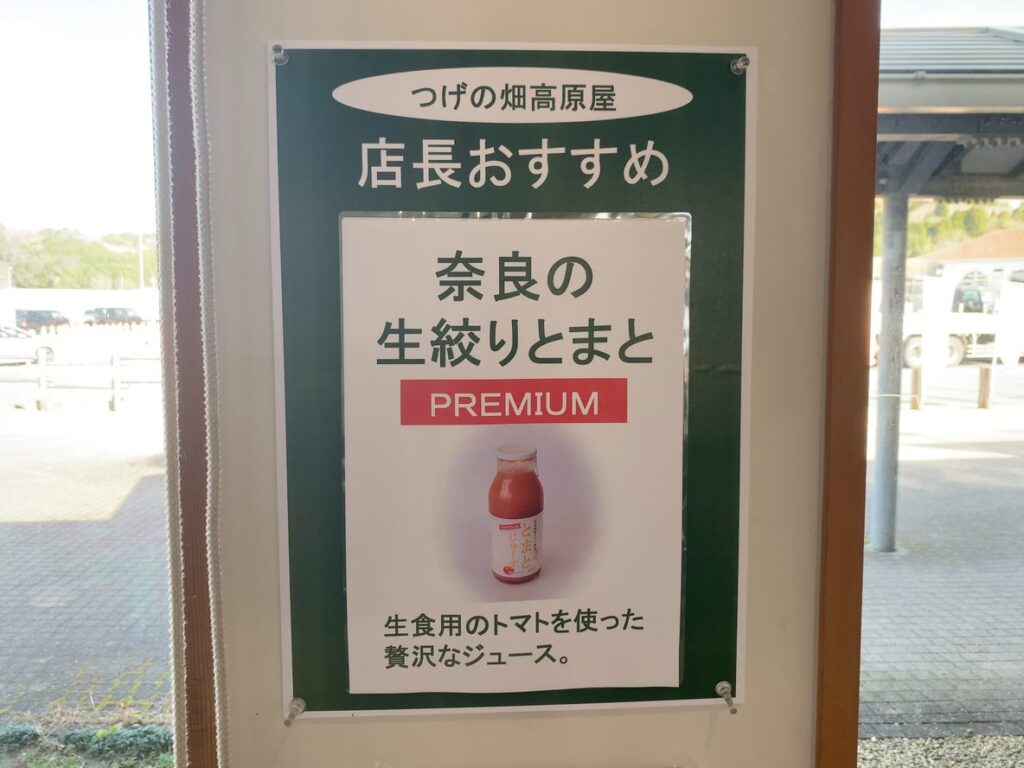 つげの畑高原屋
店長おすすめ
奈良の
生絞りとまと
PREMIUM
とまと
じゅーす
生食用のトマトを使った
贅沢なジュース。